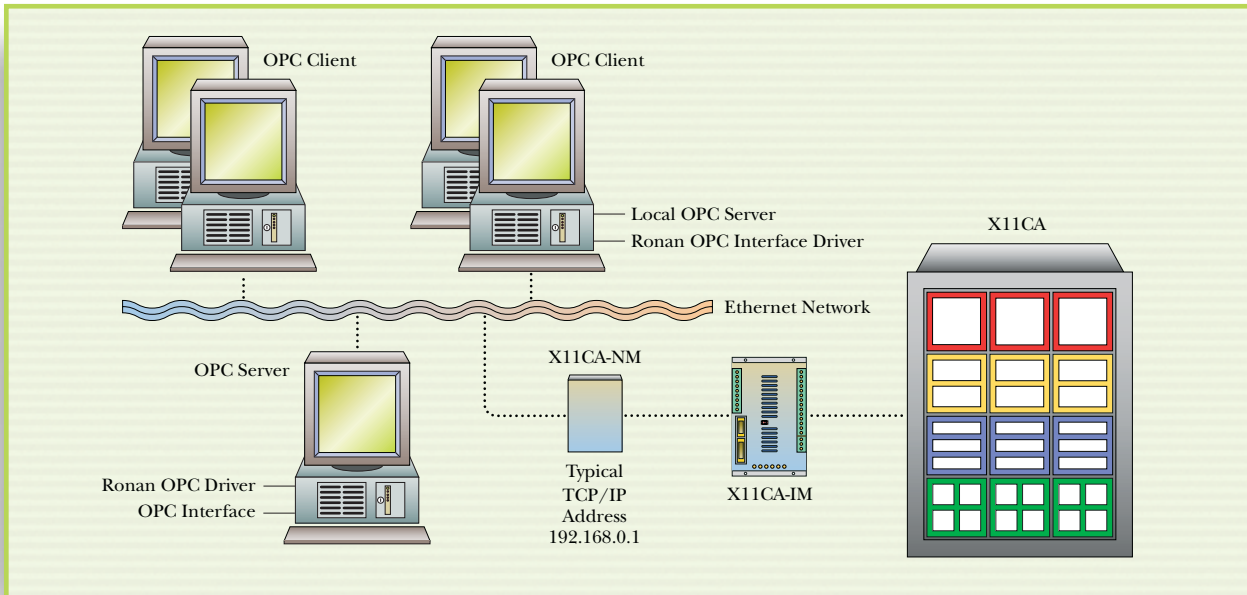 OPC Client
OPC Client
Local OPC Server
Ronan OPC Interface Driver
X11CA
Ethernet Network
OPC Server
X11CA-NM
Ronan OPC Driver
OPC Interface
Typical
TCP/IP
Address
192.168.0.1
X11CA-IM